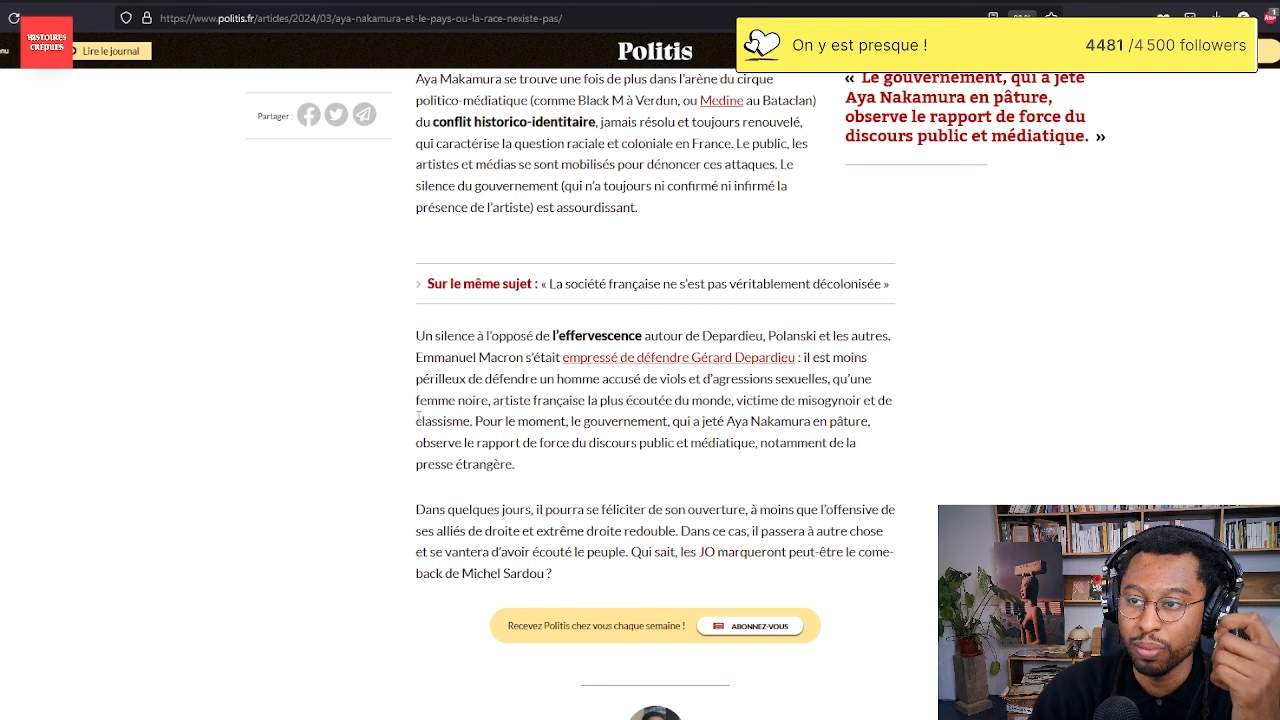 https://www.politis.fr/articles/2024/03/aya-nakamura-et-le-pays-ou-la-race-nexiste-pas/
HISTOIRES
CRÉPUES
Lire le journal
Politis
On y est presque !
4481 /4 500 followers
Partager :
Aya Makamura se trouve une fois de plus dans l'arène du cirque
politico-médiatique (comme Black M à Verdun, ou Medine au Bataclan)
du conflit historico-identitaire, jamais résolu et toujours renouvelé,
qui caractérise la question raciale et coloniale en France. Le public, les
artistes et médias se sont mobilisés pour dénoncer ces attaques. Le
silence du gouvernement (qui n'a toujours ni confirmé ni infirmé la
présence de l'artiste) est assourdissant.
« Le gouvernement, qui a jeté
Aya Nakamura en pâture,
observe le rapport de force du
discours public et médiatique. »
Sur le même sujet : « La société française ne s'est pas véritablement décolonisée »
Un silence à l'opposé de l'effervescence autour de Depardieu, Polanski et les autres.
Emmanuel Macron s'était empressé de défendre Gérard Depardieu : il est moins
périlleux de défendre un homme accusé de viols et d'agressions sexuelles, qu'une
femme noire, artiste française la plus écoutée du monde, victime de misogynoir et de
classisme. Pour le moment, le gouvernement, qui a jeté Aya Nakamura en pâture,
observe le rapport de force du discours public et médiatique, notamment de la
presse étrangère.
Dans quelques jours, il pourra se féliciter de son ouverture, à moins que l'offensive de
ses alliés de droite et extrême droite redouble. Dans ce cas, il passera à autre chose
et se vantera d'avoir écouté le peuple. Qui sait, les JO marqueront peut-être le come-
back de Michel Sardou ?
Recevez Politis chez vous chaque semaine !
ABONNEZ-VOUS